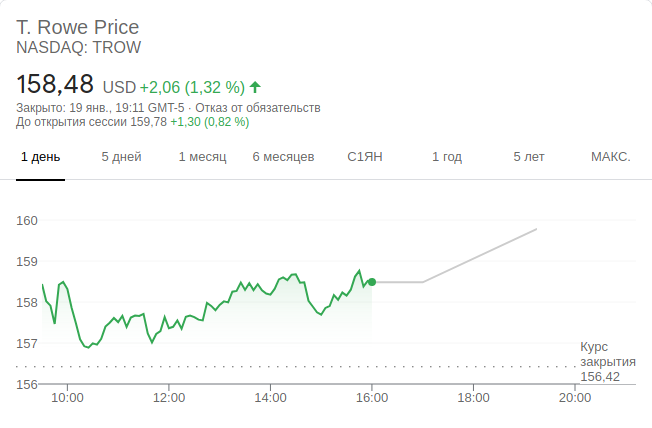 T. Rowe Price
NASDAQ: TROW
158,48 USD +2,06 (1,32 %)
Закрыто: 19 янв., 19:11 GMT-5 · Отказ от обязательств
До открытия сессии 159,78 +1,30 (0,82 %)
1 день 5 дней 1 месяц 6 месяцев С1ЯН 1 год 5 лет МАКС.
160
159
158
157
Курс
закрытия
156,42
156
10:00 12:00 14:00 16:00 18:00 20:00